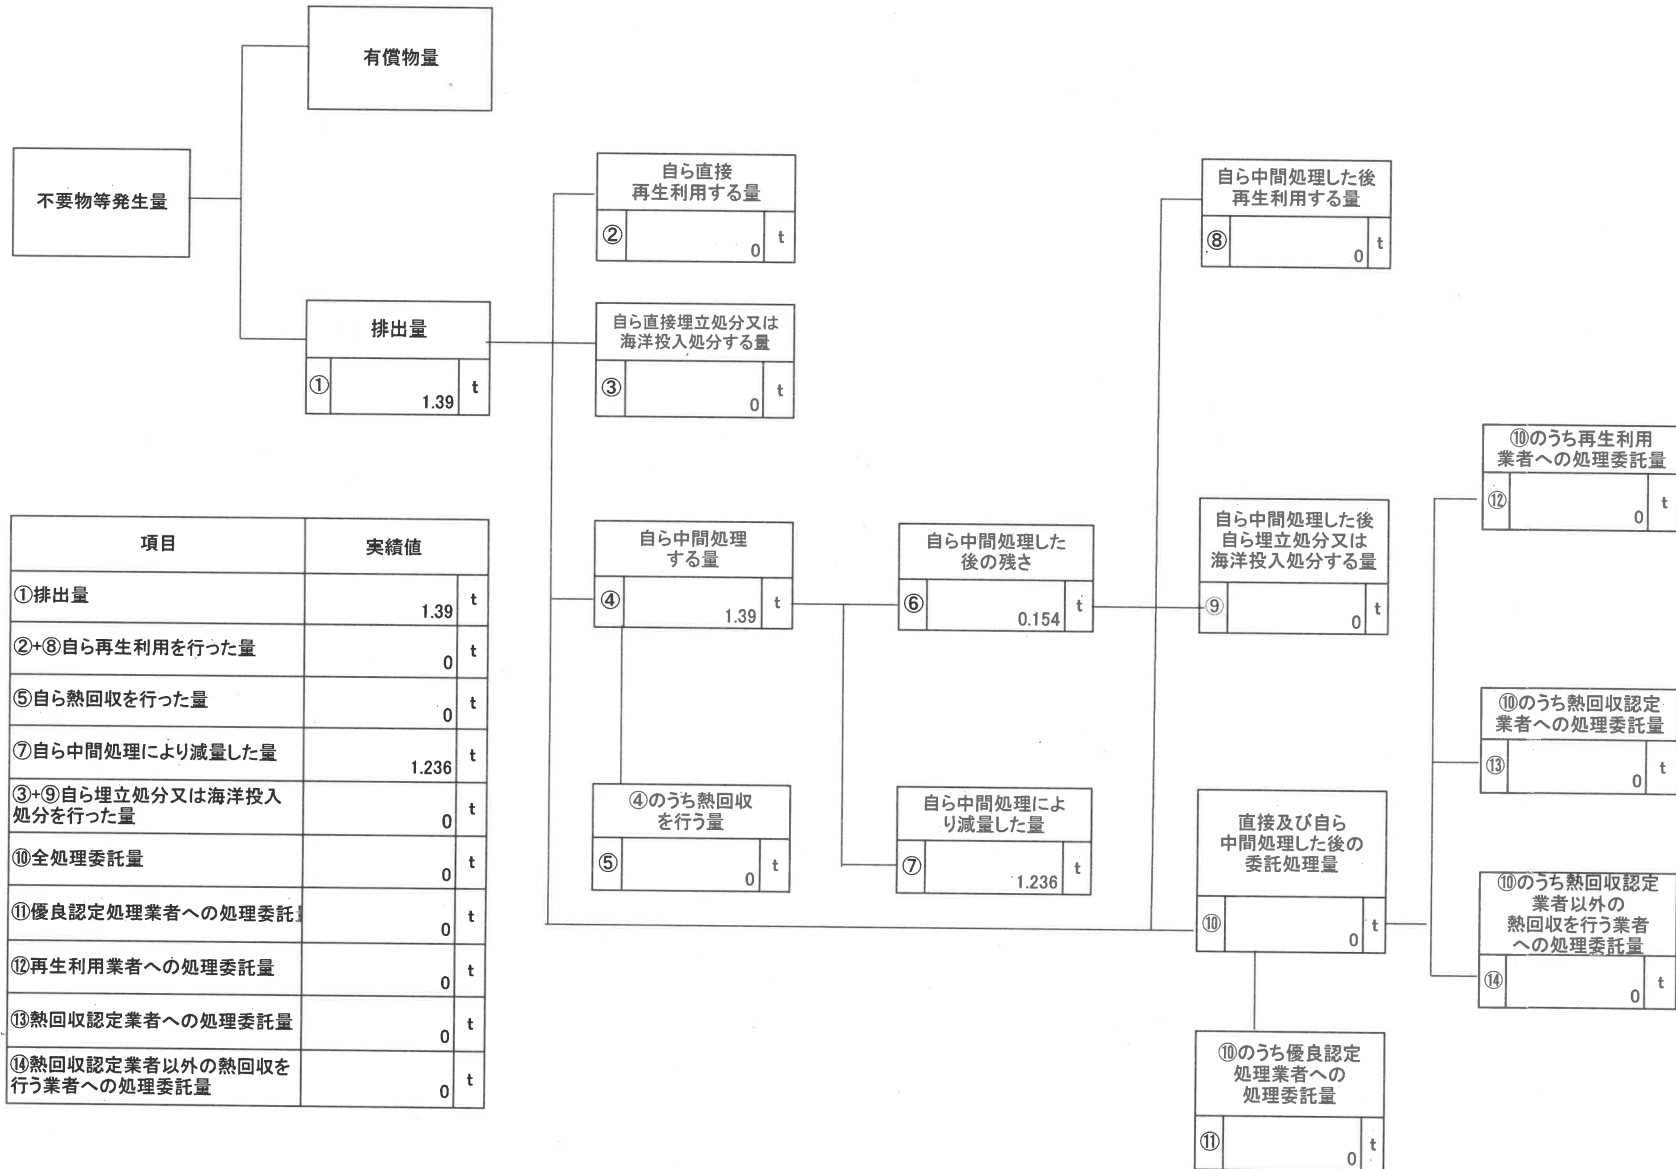 有償物量
不要物等発生量
排出量
① 1.39 t
自ら直接
再生利用する量
② 0 t
自ら直接埋立処分又は
海洋投入処分する量
③ 0 t
自ら中間処理
する量
④ 1.39 t
④のうち熱回収
を行う量
⑤ 0 t
自ら中間処理した
後の残さ
⑥ 0.154 t
自ら中間処理によ
り減量した量
⑦ 1.236 t
自ら中間処理した後
再生利用する量
⑧ 0 t
自ら中間処理した後
自ら埋立処分又は
海洋投入処分する量
⑨ 0 t
直接及び自ら
中間処理した後の
委託処理量
⑩ 0 t
⑩のうち優良認定
処理業者への
処理委託量
⑪ 0 t
⑩のうち再生利用
業者への処理委託量
⑫ 0 t
⑩のうち熱回収認定
業者への処理委託量
⑬ 0 t
⑩のうち熱回収認定
業者以外の
熱回収を行う業者
への処理委託量
⑭ 0 t
項目 実績値
①排出量 1.39 t
②+⑧自ら再生利用を行った量 0 t
⑤自ら熱回収を行った量 0 t
⑦自ら中間処理により減量した量 1.236 t
③+⑨自ら埋立処分又は海洋投入
処分を行った量 0 t
⑩全処理委託量 0 t
⑪優良認定処理業者への処理委託 0 t
⑫再生利用業者への処理委託量 0 t
⑬熱回収認定業者への処理委託量 0 t
⑭熱回収認定業者以外の熱回収を
行う業者への処理委託量 0 t